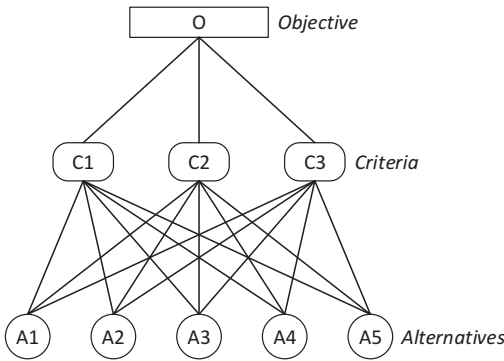 O Objective
C1 C2 C3 Criteria
A1 A2 A3 A4 A5 Alternatives